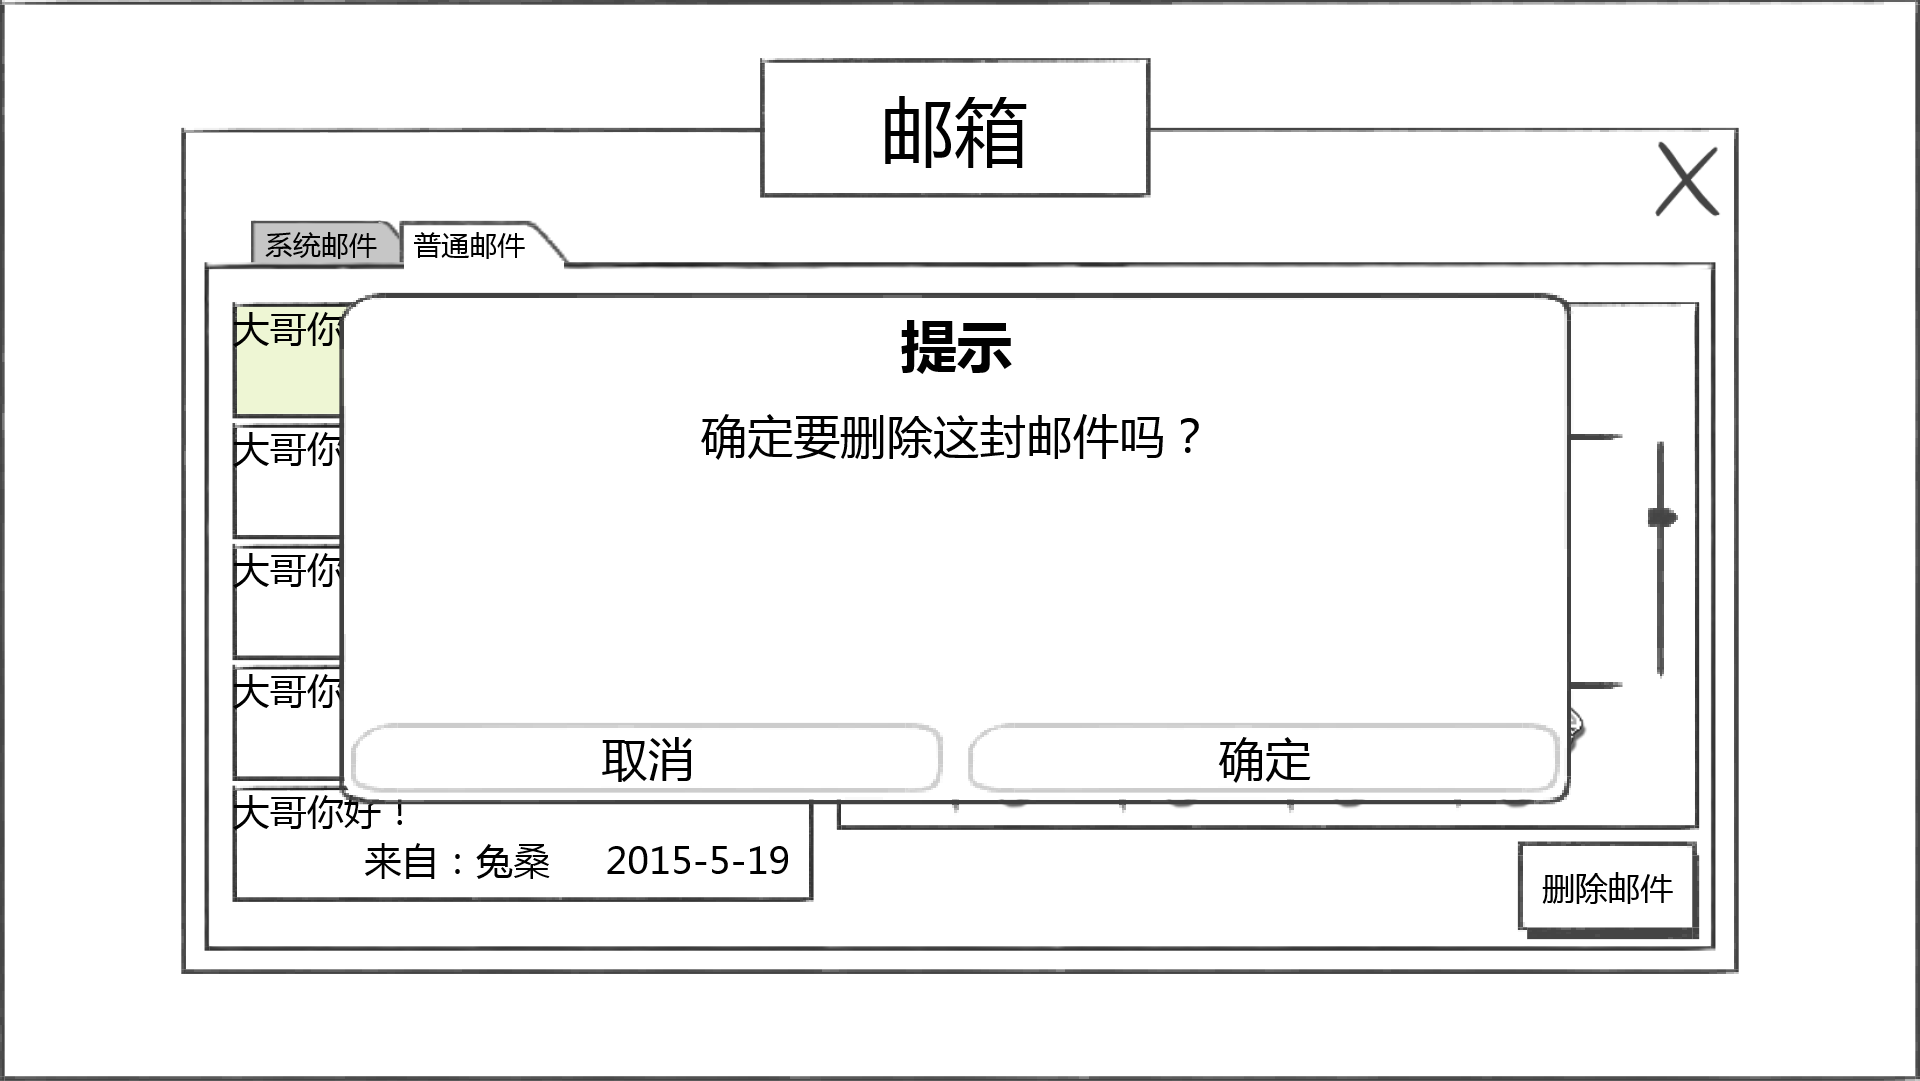 邮箱
系统邮件
普通邮件
大哥你
提示
确定要删除这封邮件吗？
大哥你
大哥你
大哥你
取消
确定
大哥你好！
来自：兔桑 2015-5-19
删除邮件